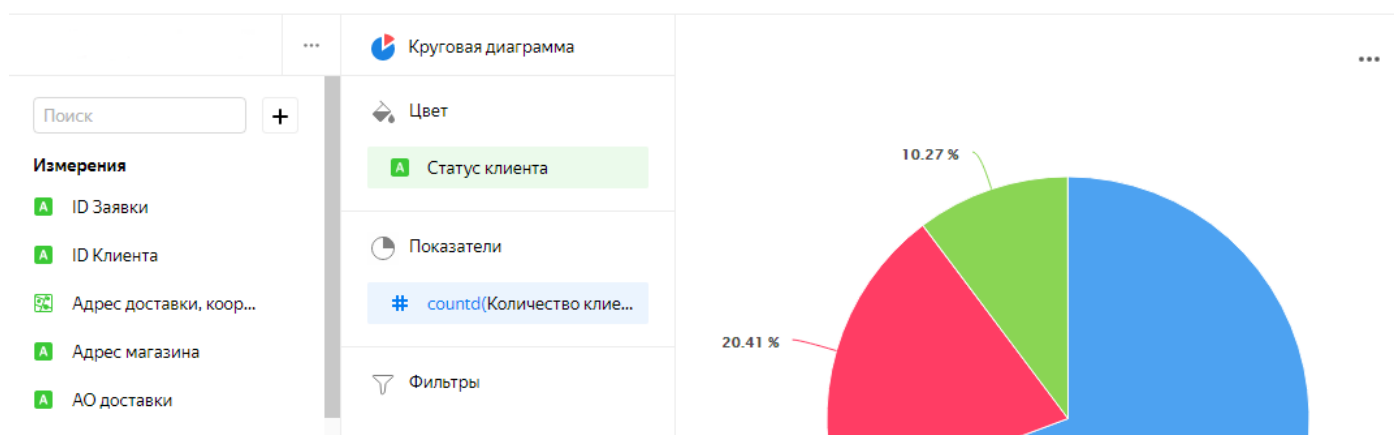 Поиск
Измерения
ID Заявки
ID Клиента
Адрес доставки, коор...
Адрес магазина
АО доставки
Круговая диаграмма
Цвет
Статус клиента
Показатели
countd(Количество клие...
Фильтры
10.27 %
20.41 %